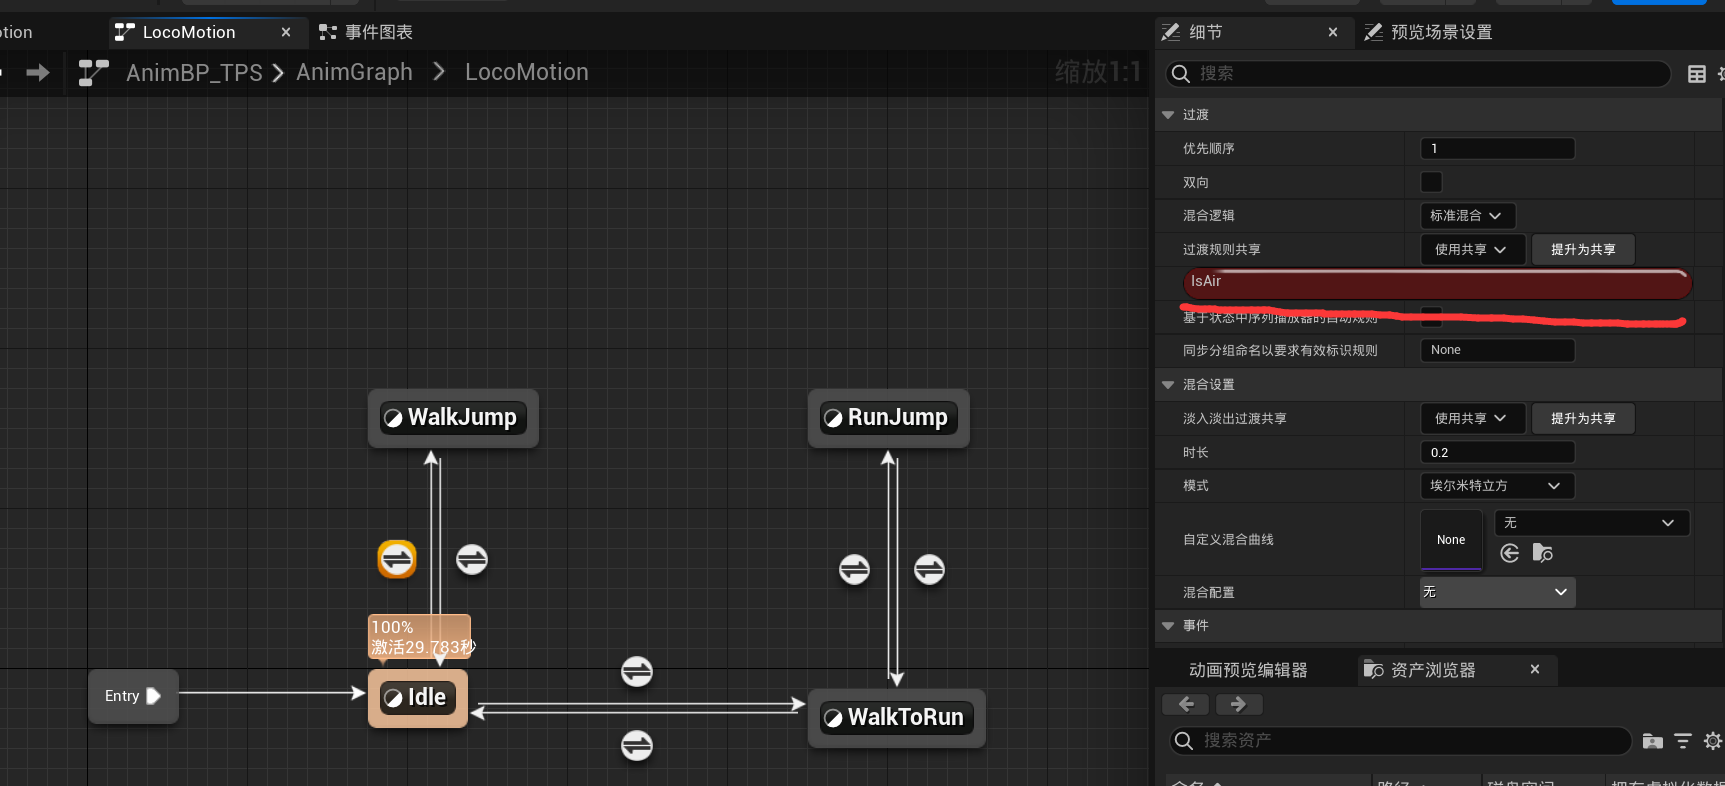 otion
LocoMotion
事件图表
AnimBP_TPS
AnimGraph
LocoMotion
缩放1:1
WalkJump
RunJump
100%
激活29.783秒
Entry
Idle
WalkToRun
细节
预览场景设置
搜索
过渡
优先顺序 1
双向
混合逻辑 标准混合
过渡规则共享 使用共享 提升为共享
IsAir
基于状态中序列播放器的自动规则
同步分组命名以要求有效标识规则 None
混合设置
淡入淡出过渡共享 使用共享 提升为共享
时长 0.2
模式 埃尔米特立方
自定义混合曲线 None 无
混合配置 无
事件
动画预览编辑器
资产浏览器
搜索资产